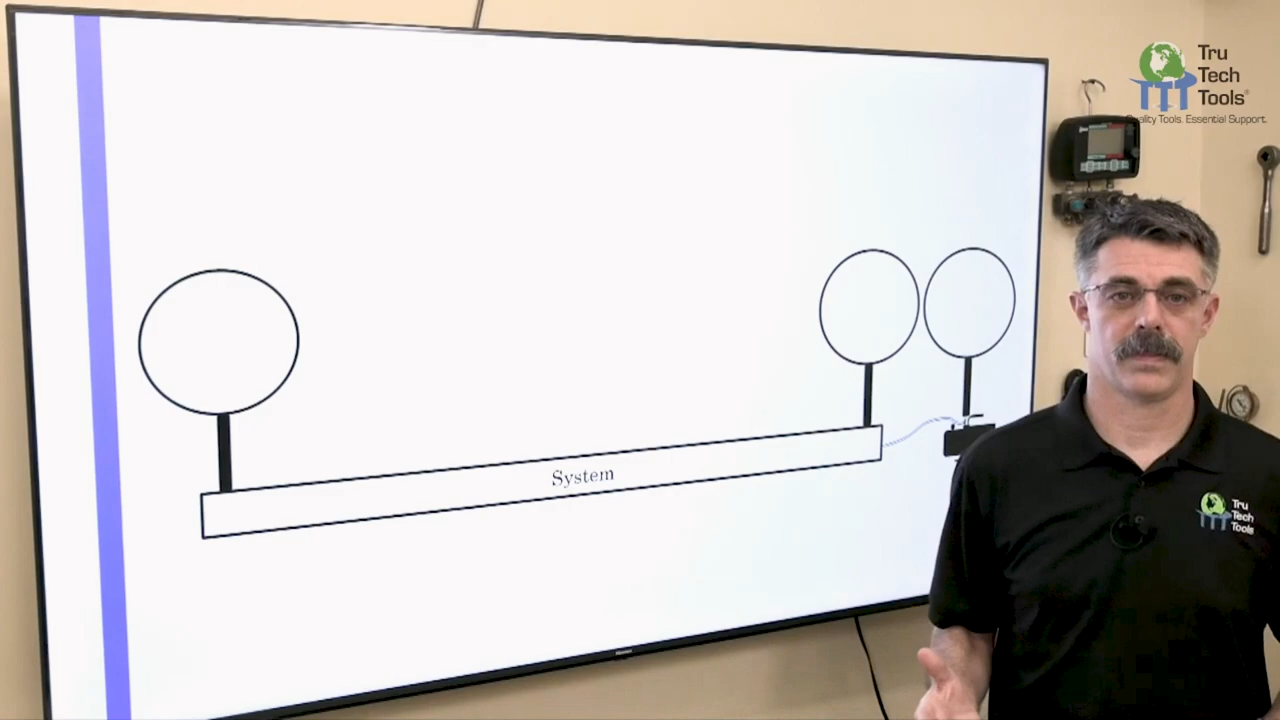 Tru
Tech
Tools®
Quality Tools. Essential Support.
System
Tru
Tech
Tools